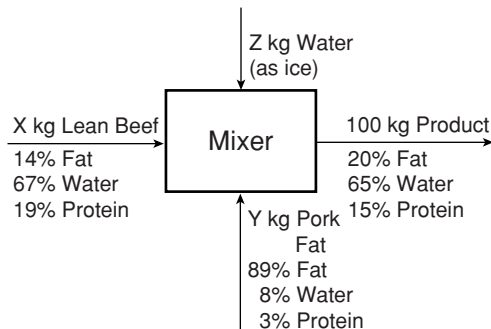 Z kg Water
(as ice)
X kg Lean Beef
14% Fat
67% Water
19% Protein
Mixer
100 kg Product
20% Fat
65% Water
15% Protein
Y kg Pork
Fat
89% Fat
8% Water
3% Protein